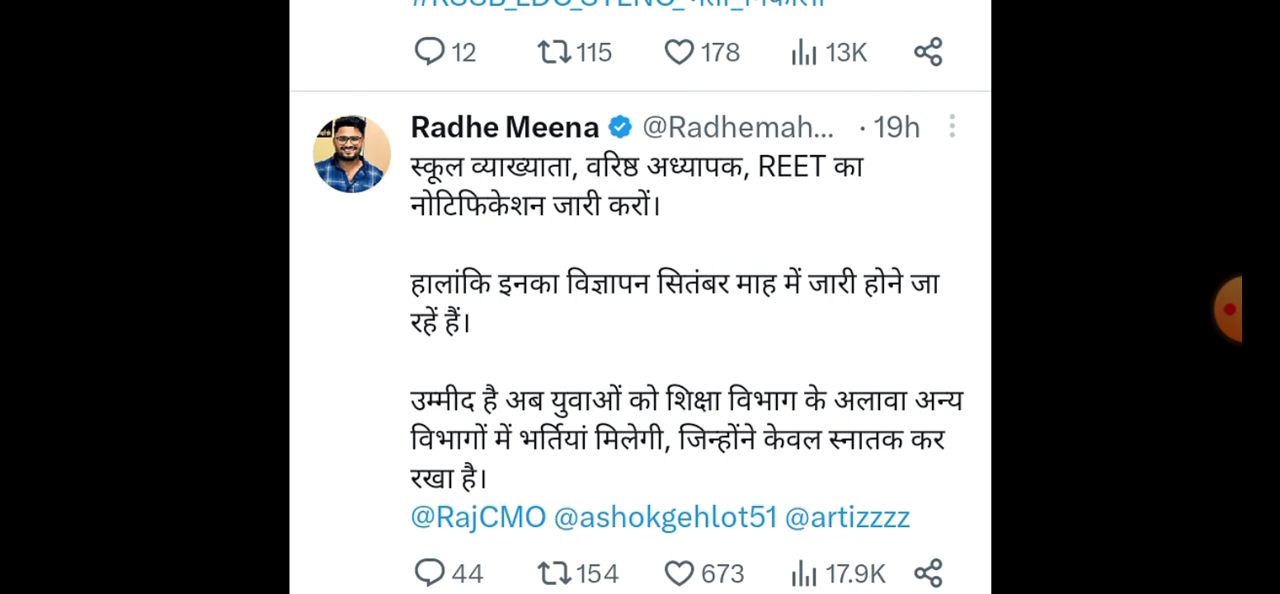 12 115 178 13K
Radhe Meena @Radhemah... · 19h
स्कूल व्याख्याता, वरिष्ठ अध्यापक, REET का
नोटिफिकेशन जारी करों।
हालांकि इनका विज्ञापन सितंबर माह में जारी होने जा
रहें हैं।
उम्मीद है अब युवाओं को शिक्षा विभाग के अलावा अन्य
विभागों में भर्तियां मिलेगी, जिन्होंने केवल स्नातक कर
रखा है।
@RajCMO @ashokgehlot51 @artizzzz
44 154 673 17.9K